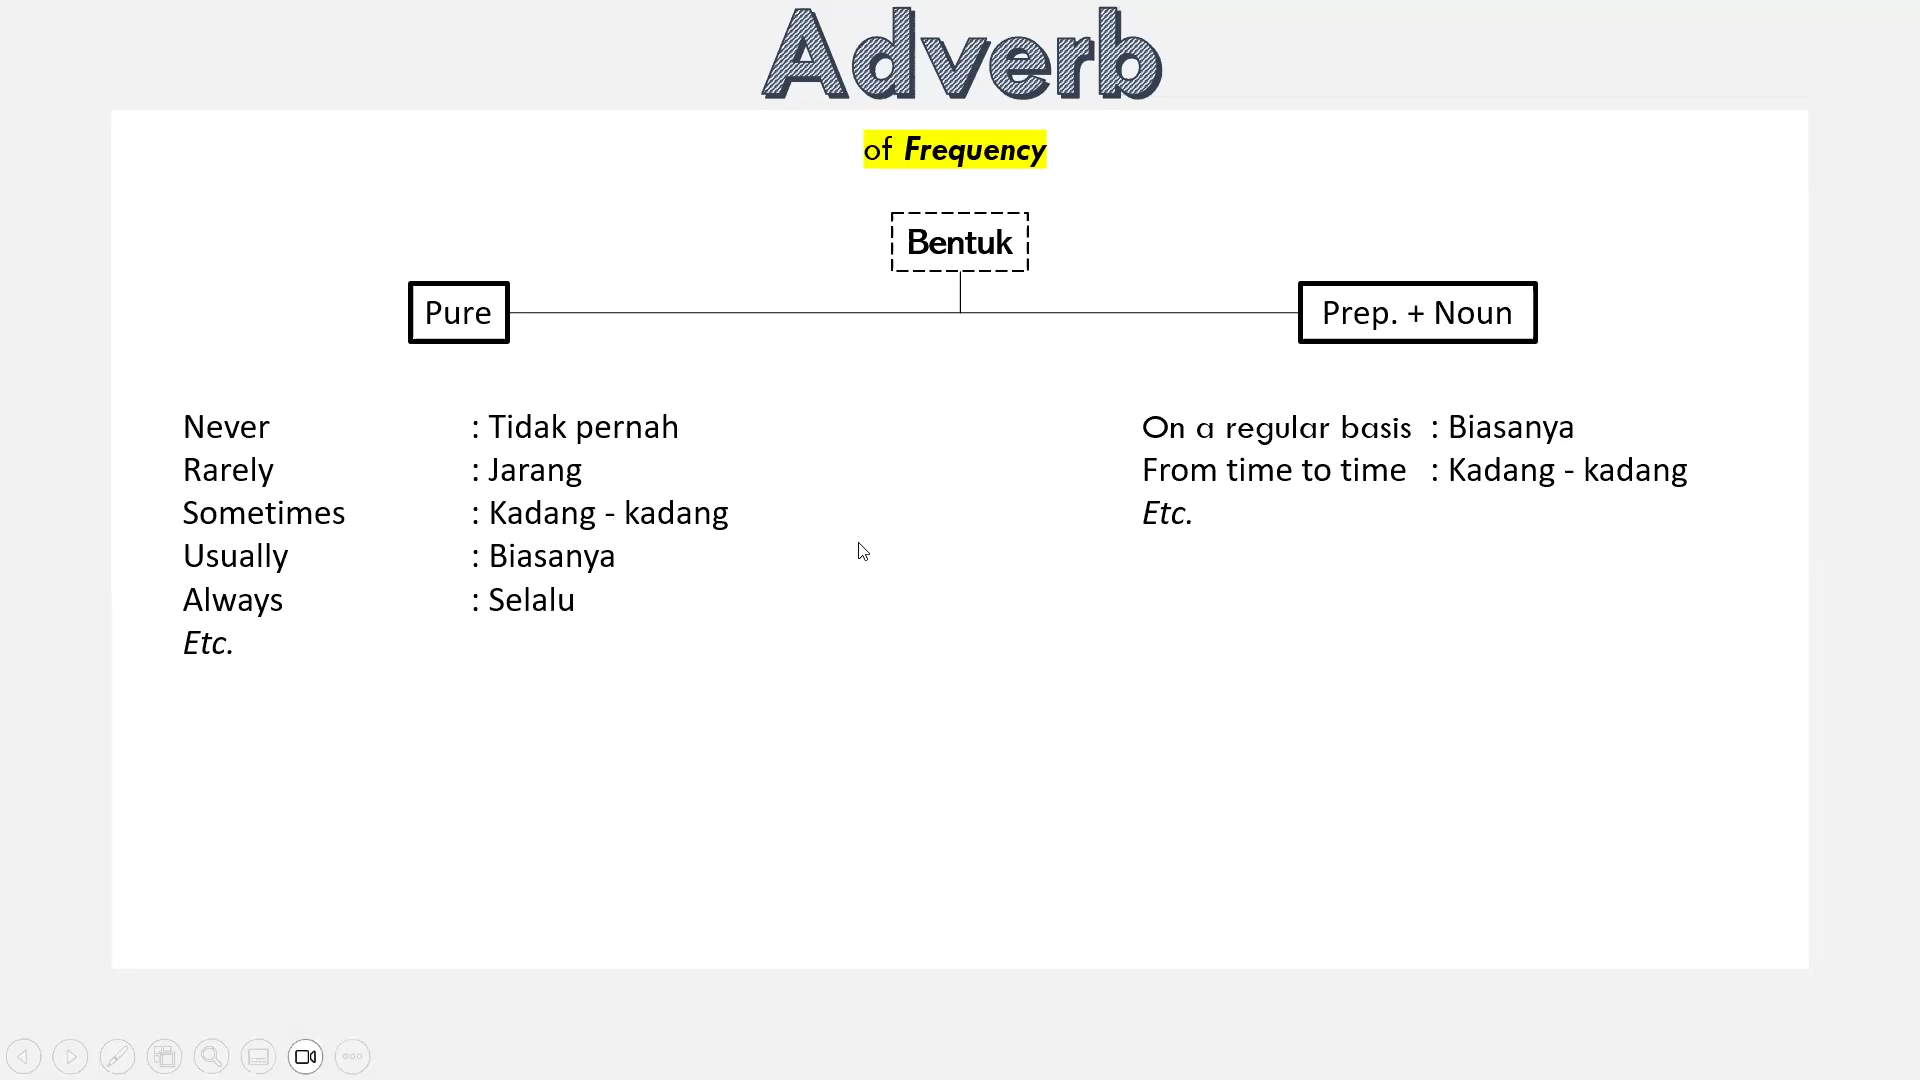 Adverb
of Frequency
Bentuk
Pure
Prep. + Noun
Never : Tidak pernah
Rarely : Jarang
Sometimes : Kadang - kadang
Usually : Biasanya
Always : Selalu
Etc.
On a regular basis : Biasanya
From time to time : Kadang - kadang
Etc.